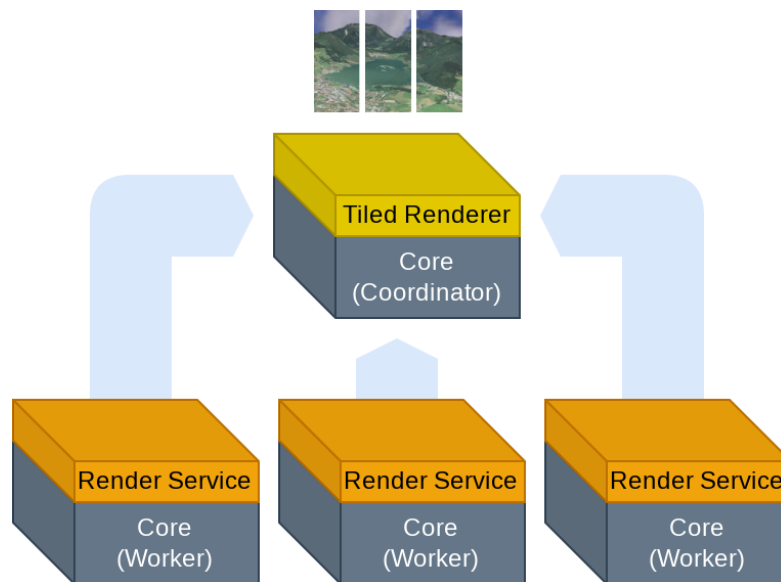 Tiled Renderer
Core
(Coordinator)
Render Service
Core
(Worker)
Render Service
Core
(Worker)
Render Service
Core
(Worker)